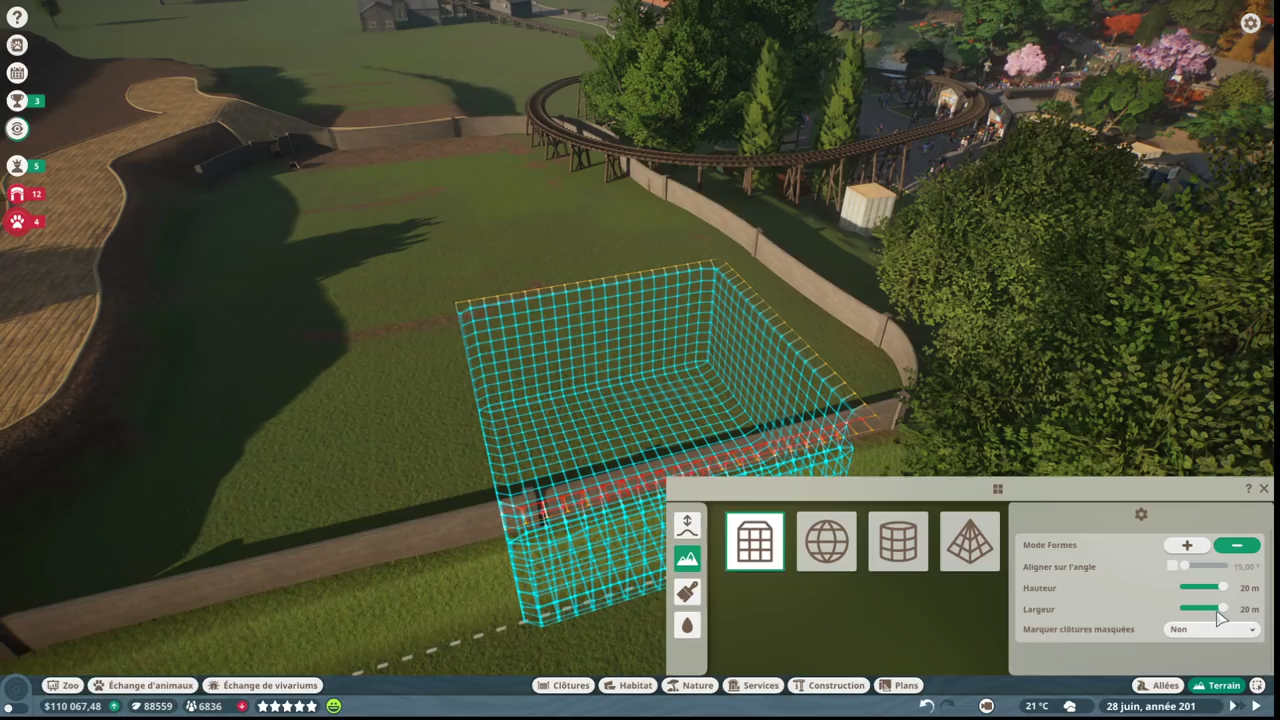 ?
3
5
12
4
?
Mode Formes
Aligner sur l'angle 15,00 °
Hauteur 20 m
Largeur 20 m
Marquer clôtures masquées Non
Zoo Échange d'animaux Échange de vivariums Clôtures Habitat Nature Services Construction Plans Allées Terrain
$110 067,48 88559 6836 21 °C 28 juin, année 201